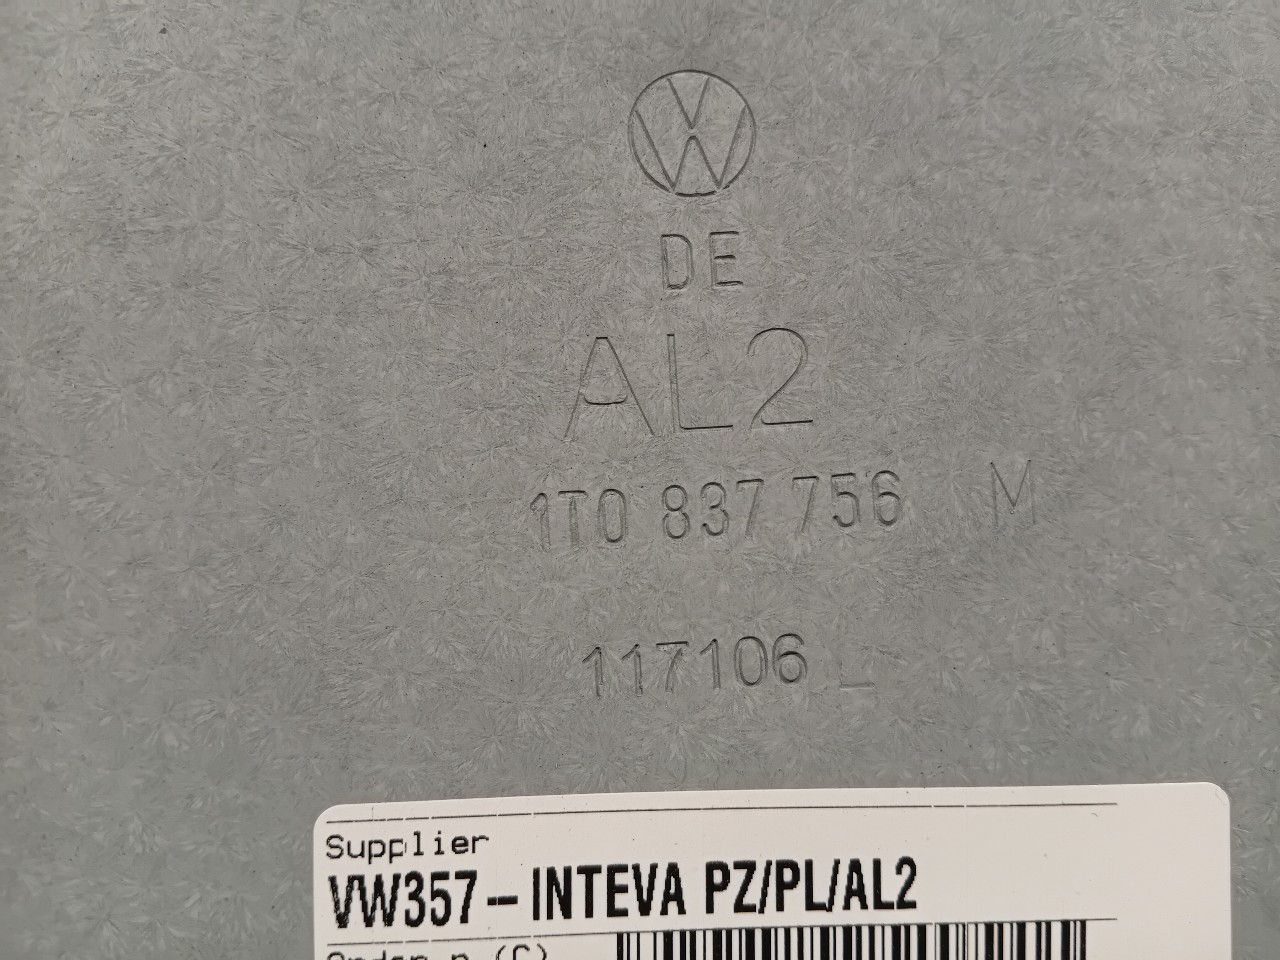 DE
AL2
1T0 837 756 M
117106 L
Supplier
VW357-INTEVA PZ/PL/AL2